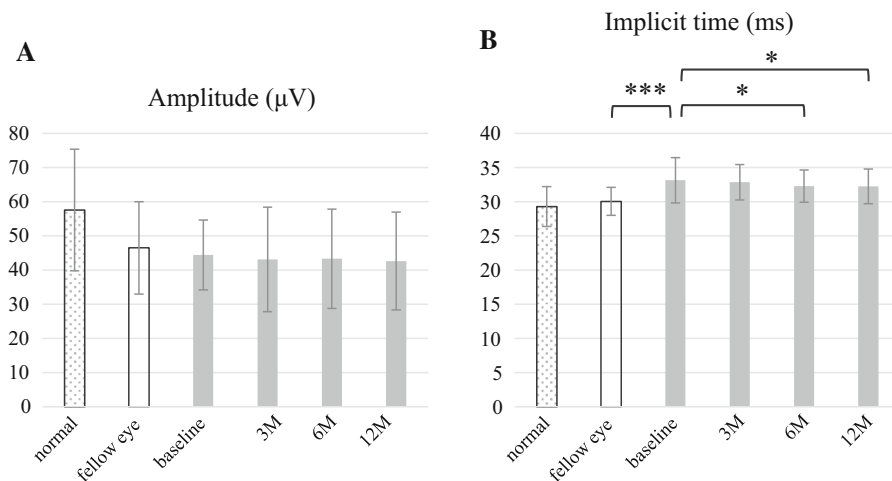 A
Amplitude (µV)
80
70
60
50
40
30
20
10
0
normal
fellow eye
baseline
3M
6M
12M
B
Implicit time (ms)
*
***
*
40
35
30
25
20
15
10
5
0
normal
fellow eye
baseline
3M
6M
12M